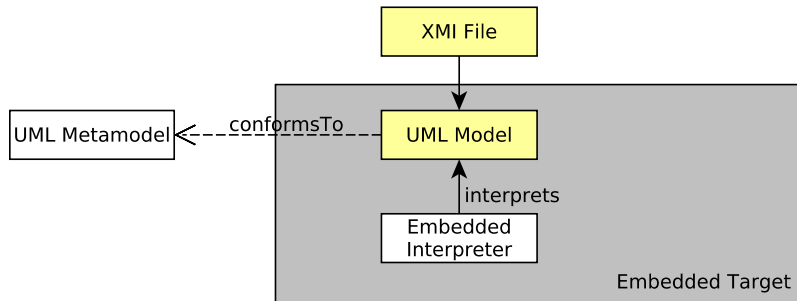 XMI File
UML Metamodel
conformsTo
UML Model
interprets
Embedded
Interpreter
Embedded Target